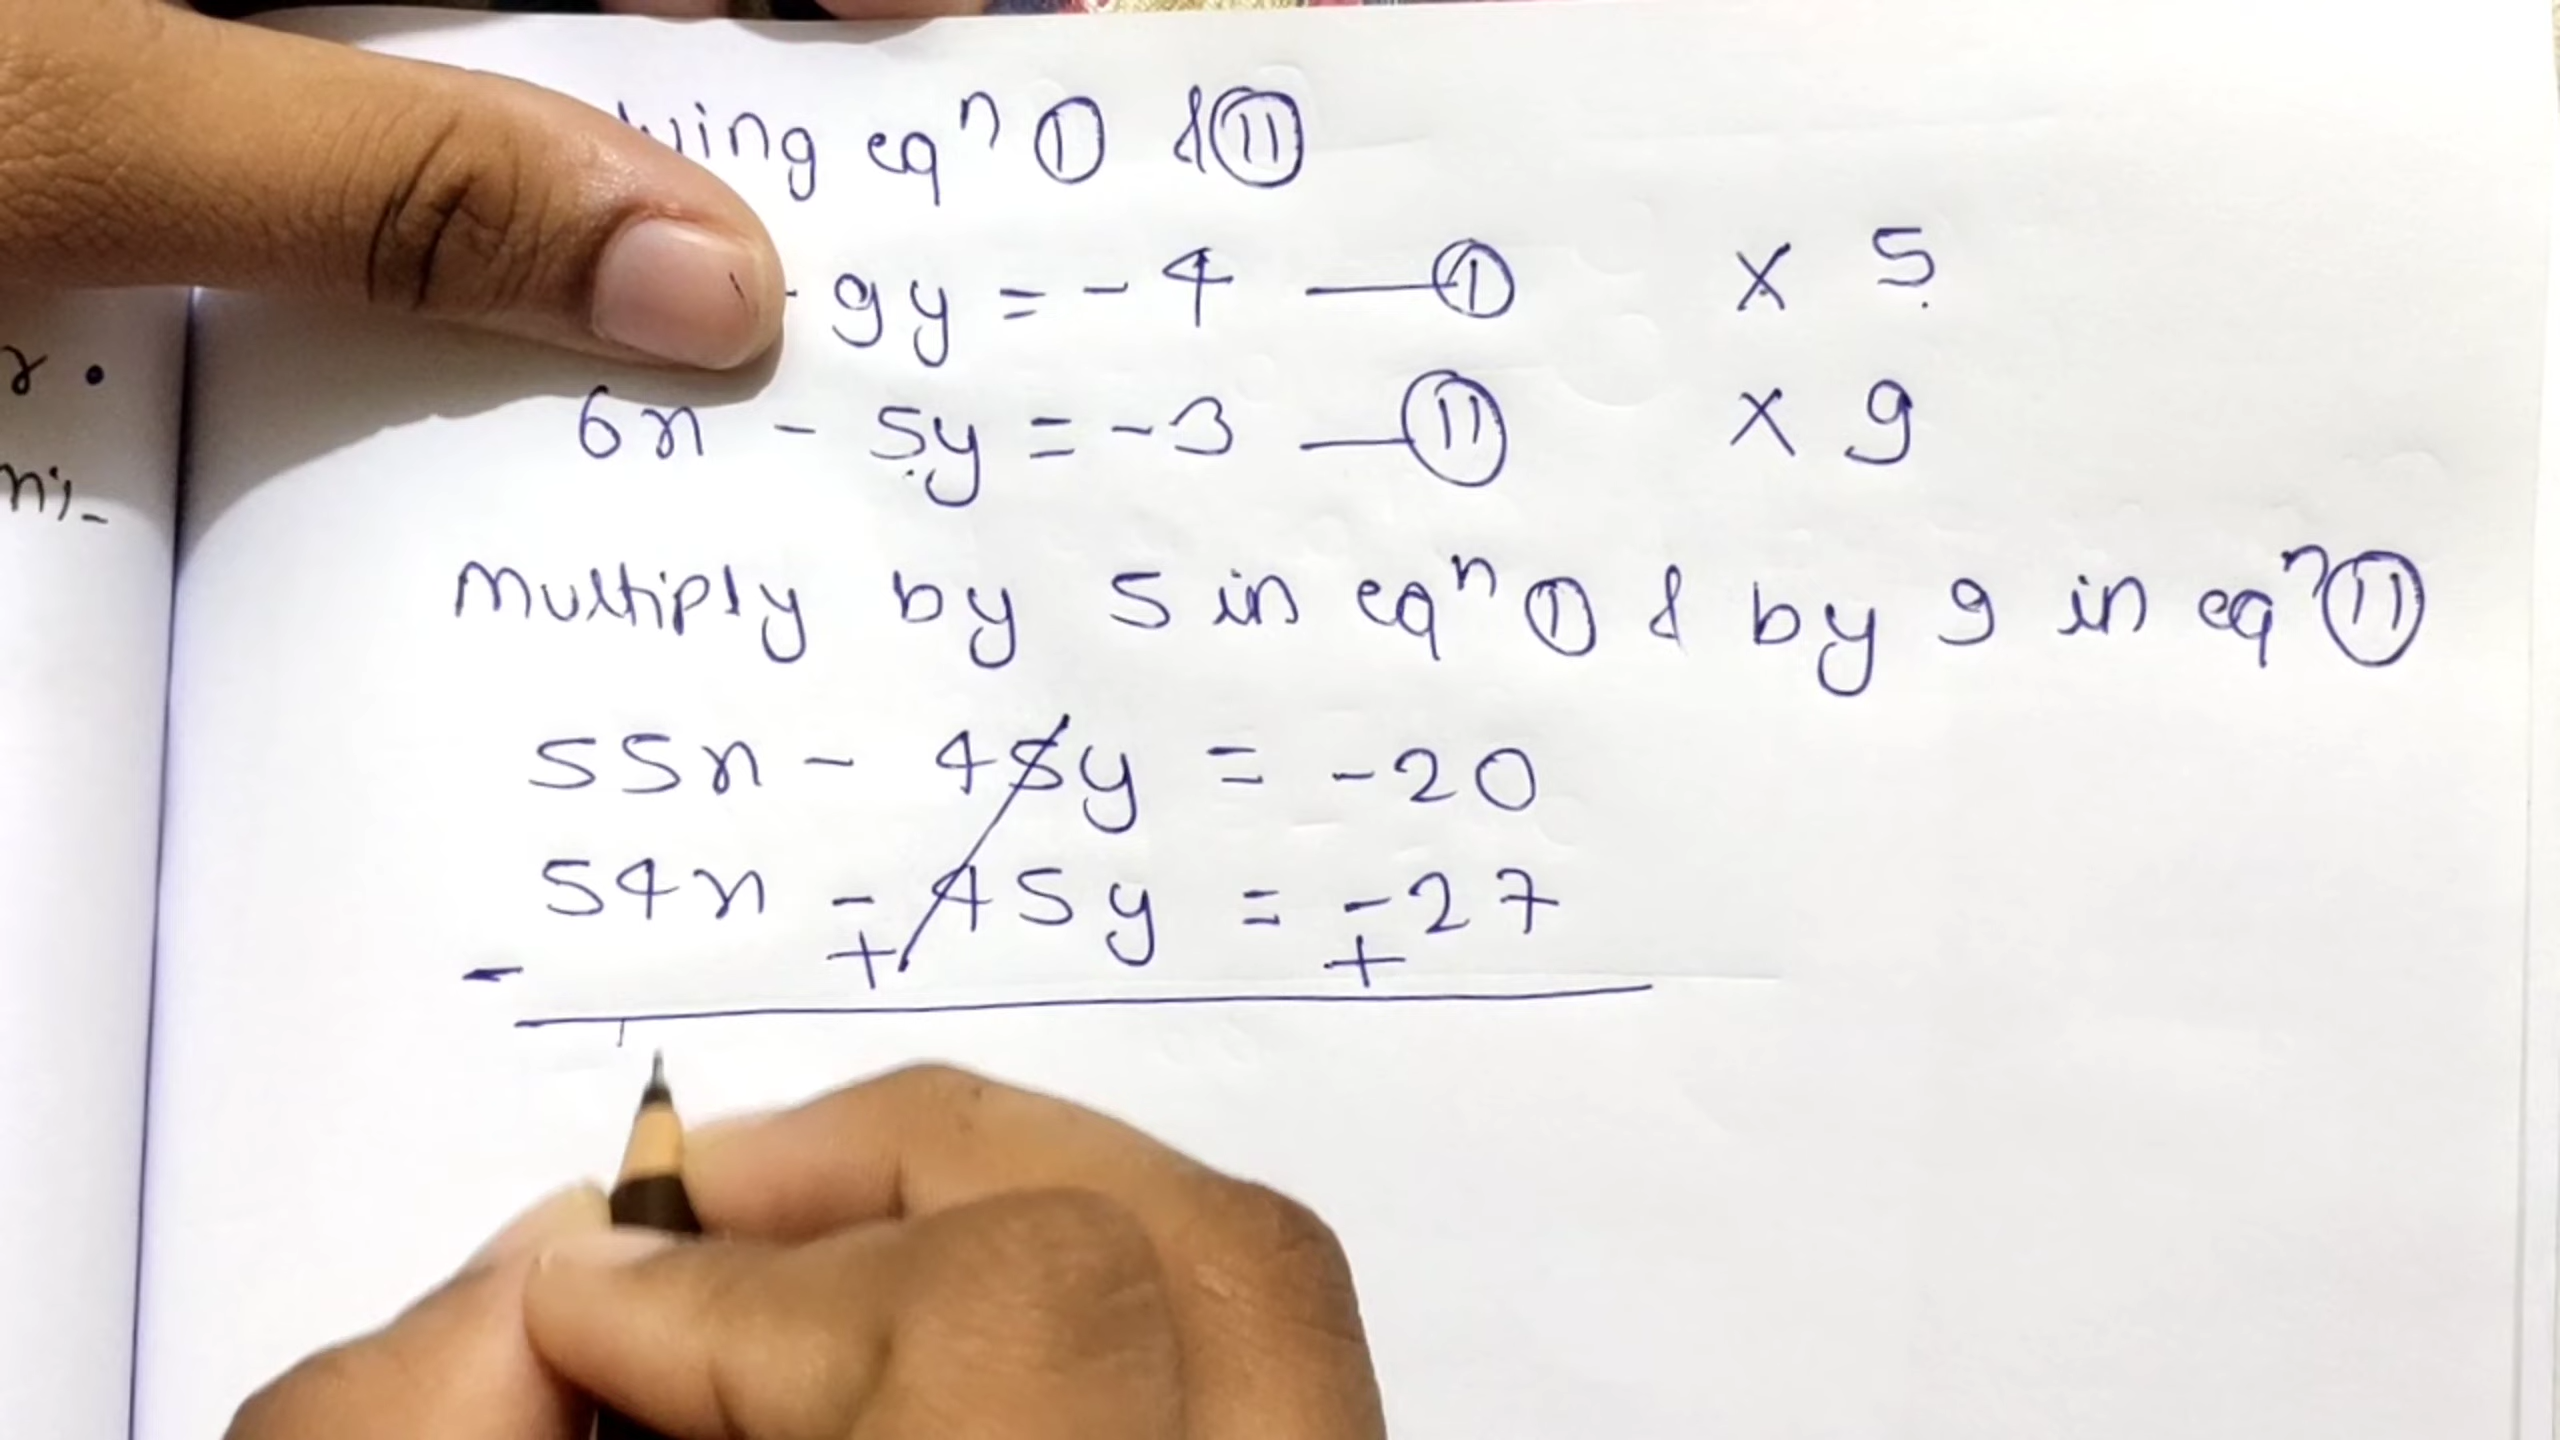 eqⁿ ① & ⑪
9y = -4 — ① × 5
6x - 5y = -3 — ⑪ × 9
Multiply by 5 in eqⁿ ① & by 9 in eqⁿ ⑪
55x - 45y = -20
54x - 45y = -27
- + +